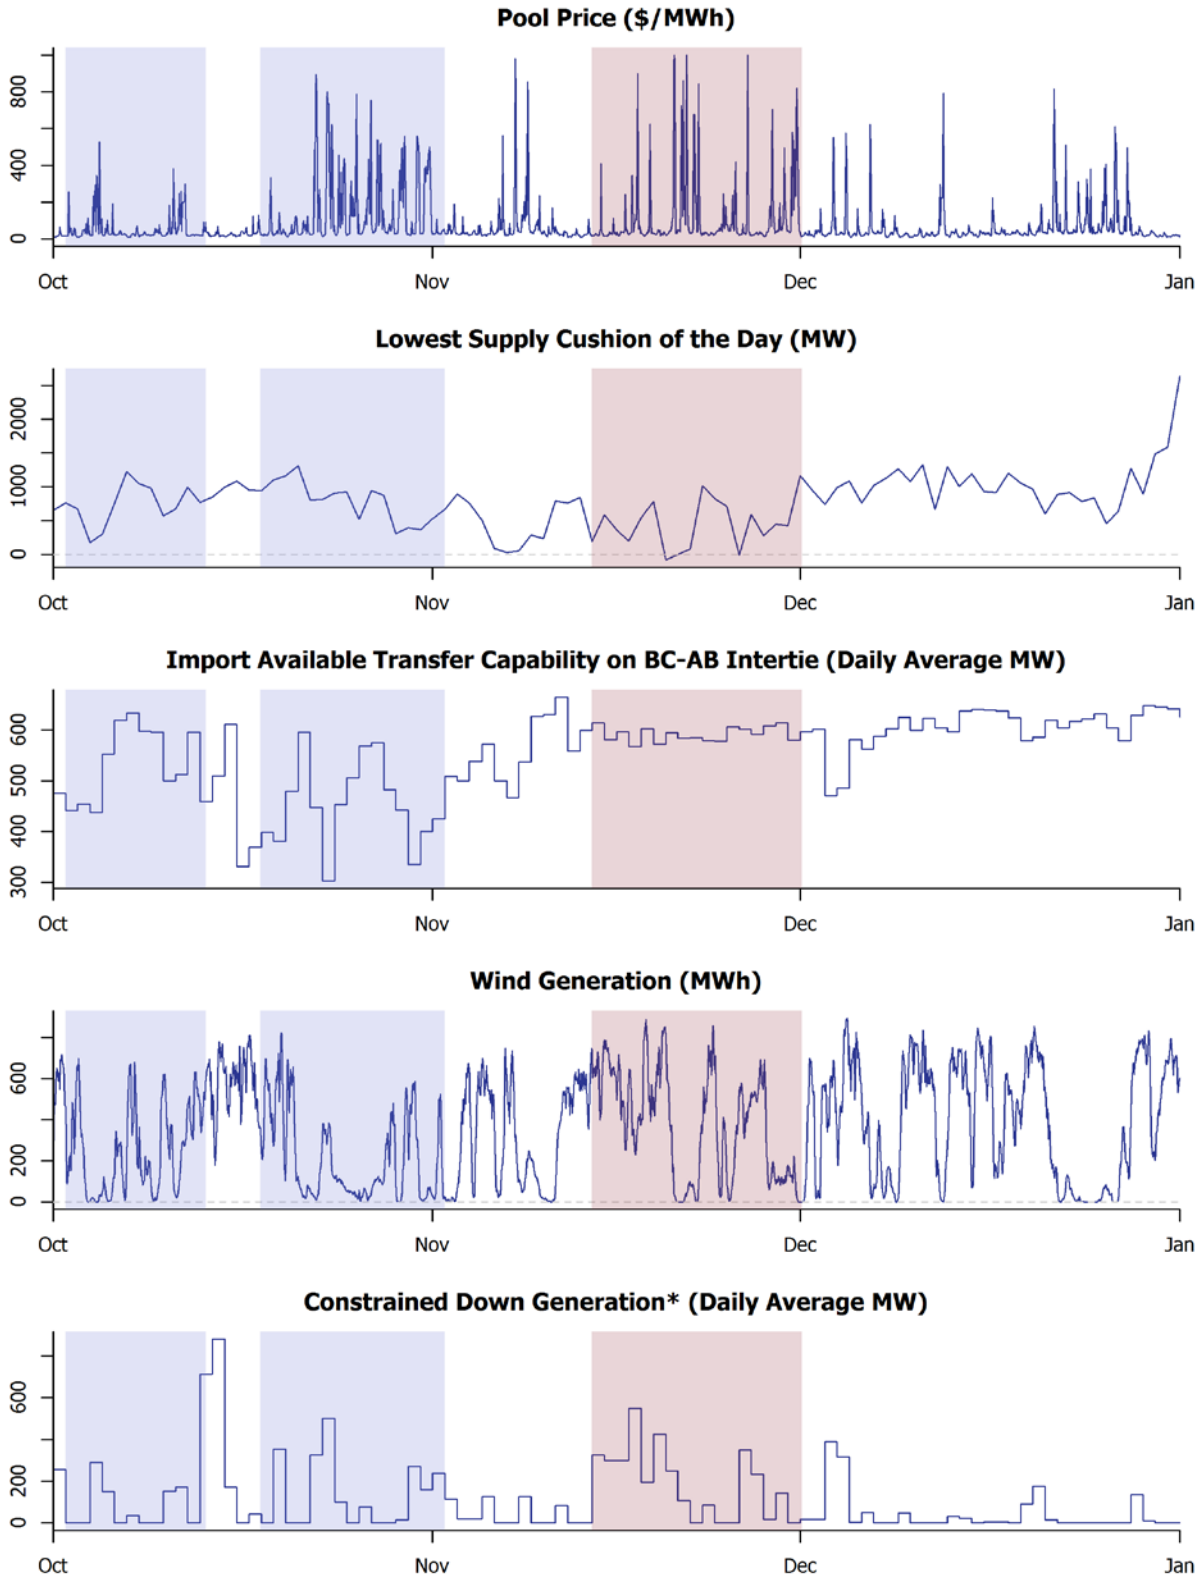 Pool Price ($/MWh)
800
400
0
Oct Nov Dec Jan
Lowest Supply Cushion of the Day (MW)
2000
1000
0
Oct Nov Dec Jan
Import Available Transfer Capability on BC-AB Intertie (Daily Average MW)
600
500
400
300
Oct Nov Dec Jan
Wind Generation (MWh)
600
200
0
Oct Nov Dec Jan
Constrained Down Generation* (Daily Average MW)
600
200
0
Oct Nov Dec Jan